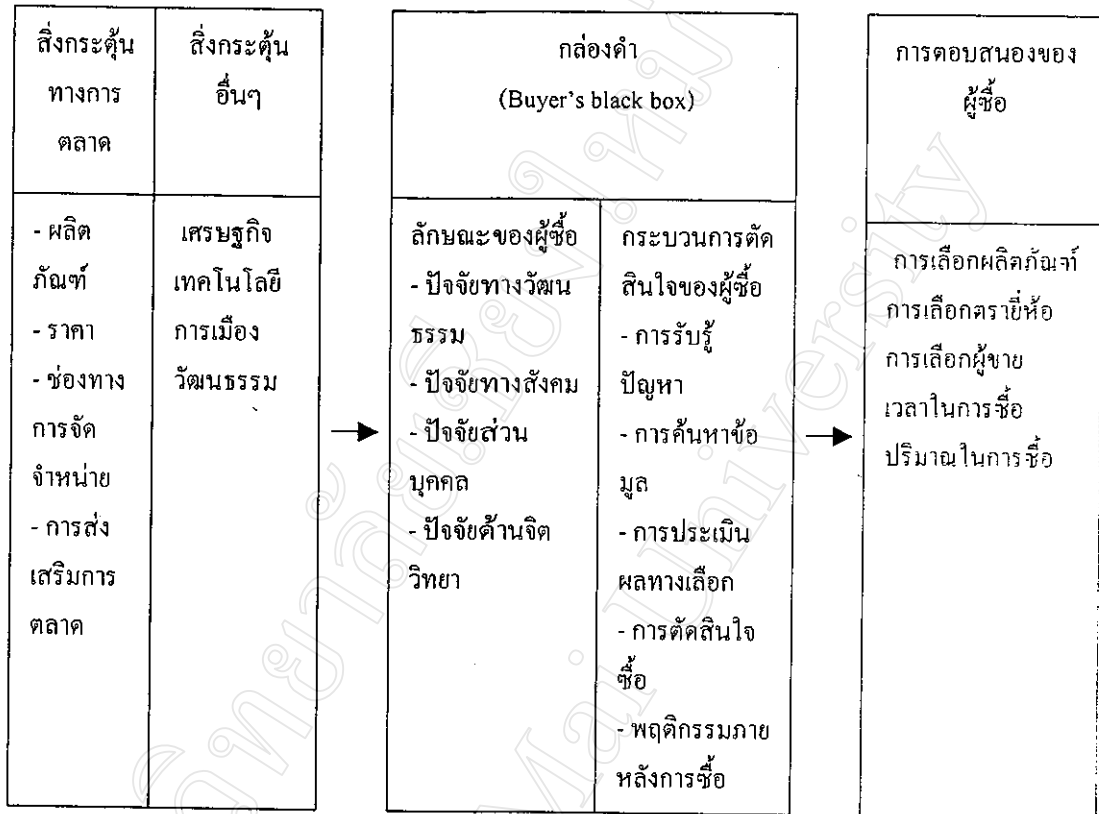 สิ่งกระตุ้น
ทางการ
ตลาด
สิ่งกระตุ้น
อื่นๆ
- ผลิต
ภัณฑ์
- ราคา
- ช่องทาง
การจัด
จำหน่าย
- การส่ง
เสริมการ
ตลาด
เศรษฐกิจ
เทคโนโลยี
การเมือง
วัฒนธรรม
กล่องดำ
(Buyer's black box)
ลักษณะของผู้ซื้อ
- ปัจจัยทางวัฒน
ธรรม
- ปัจจัยทางสังคม
- ปัจจัยส่วน
บุคคล
- ปัจจัยด้านจิต
วิทยา
กระบวนการตัด
สินใจของผู้ซื้อ
- การรับรู้
ปัญหา
- การค้นหาข้อ
มูล
- การประเมิน
ผลทางเลือก
- การตัดสินใจ
ซื้อ
- พฤติกรรมภาย
หลังการซื้อ
การตอบสนองของ
ผู้ซื้อ
การเลือกผลิตภัณฑ์
การเลือกตรายี่ห้อ
การเลือกผู้ขาย
เวลาในการซื้อ
ปริมาณในการซื้อ
Mai University